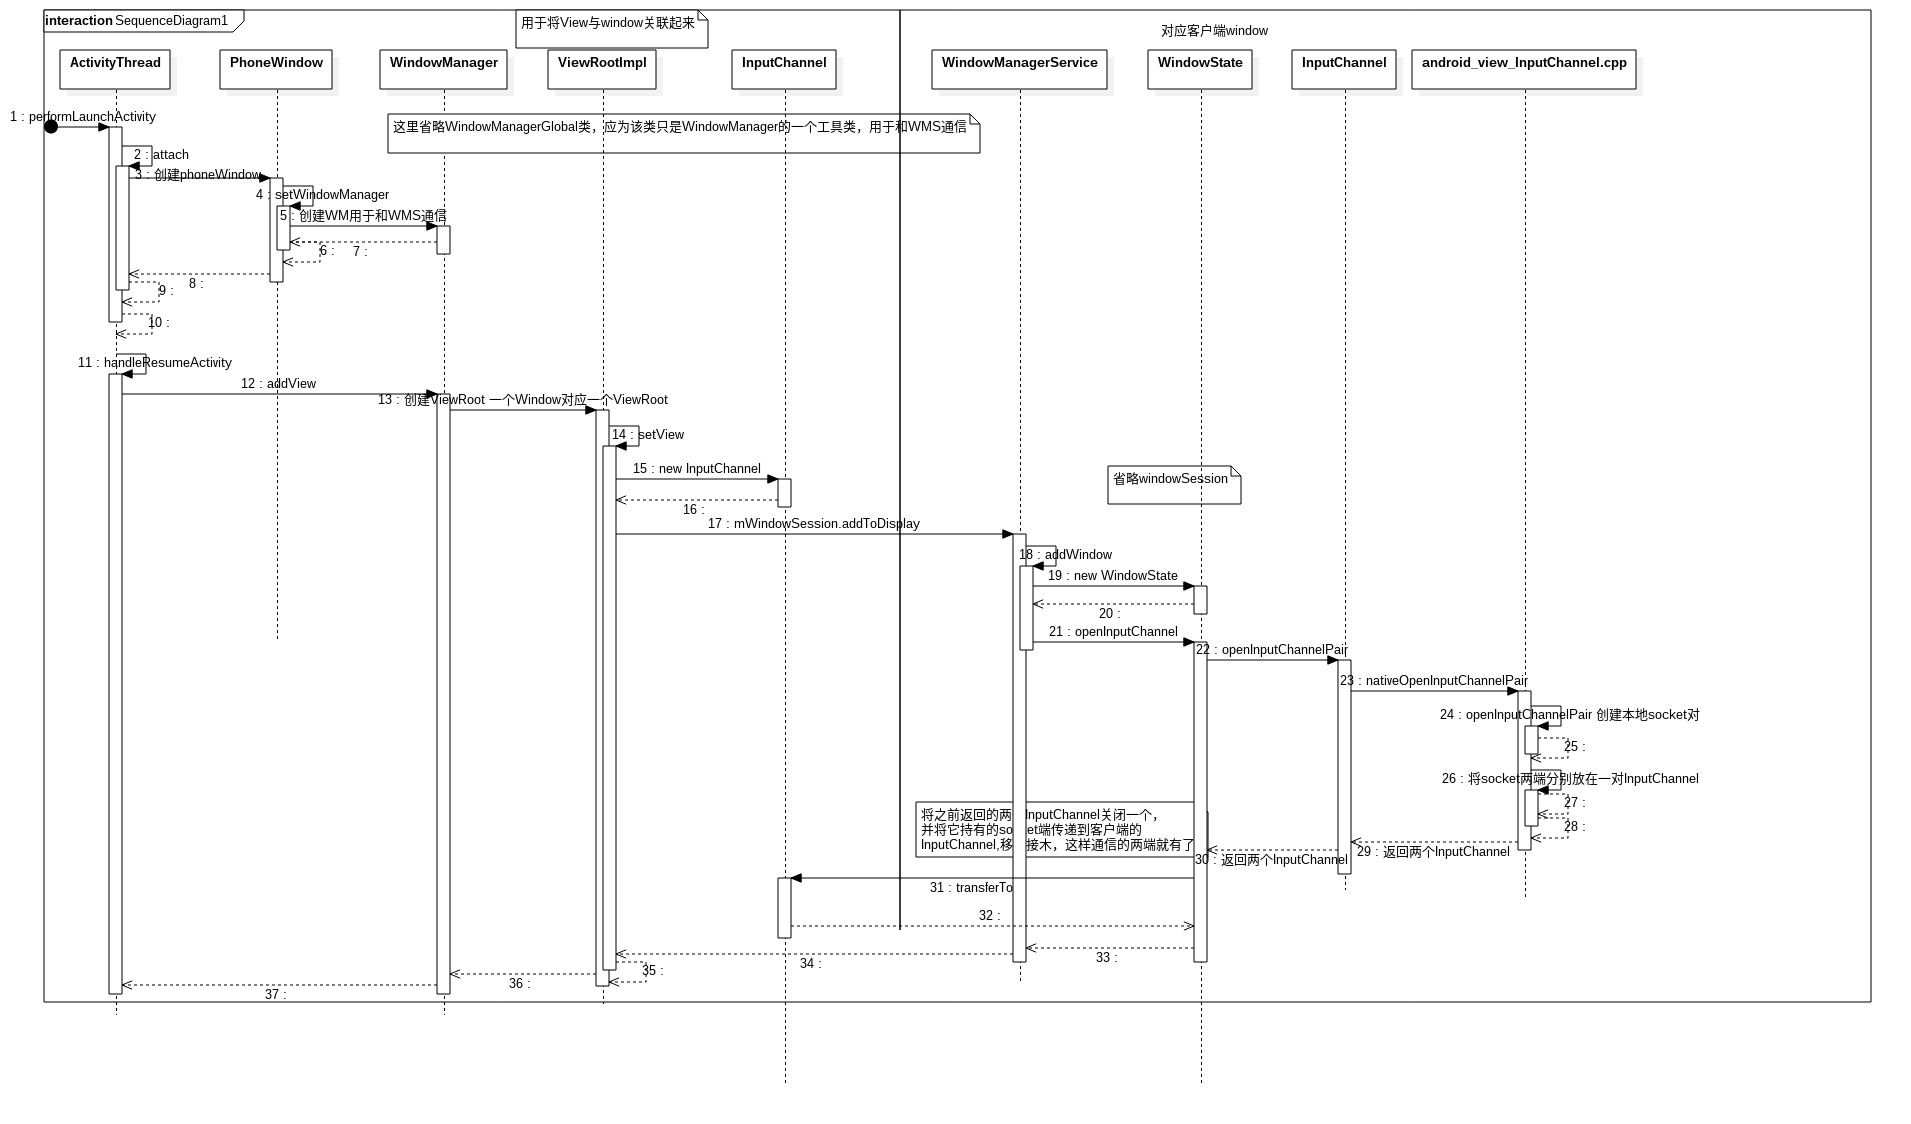 interaction SequenceDiagram1
用于将View与window关联起来
对应客户端window
ActivityThread
PhoneWindow
WindowManager
ViewRootImpl
InputChannel
WindowManagerService
WindowState
InputChannel
android_view_InputChannel.cpp
1 : performLaunchActivity
这里省略WindowManagerGlobal类，应为该类只是WindowManager的一个工具类，用于和WMS通信
2 : attach
3 : 创建phoneWindow
4 : setWindowManager
5 : 创建WM用于和WMS通信
6 :
7 :
8 :
9 :
10 :
11 : handleResumeActivity
12 : addView
13 : 创建ViewRoot 一个Window对应一个ViewRoot
14 : setView
15 : new InputChannel
省略windowSession
16 :
17 : mWindowSession.addToDisplay
18 : addWindow
19 : new WindowState
20 :
21 : openInputChannel
22 : openInputChannelPair
23 : nativeOpenInputChannelPair
24 : openInputChannelPair 创建本地socket对
25 :
26 : 将socket两端分别放在一对InputChannel
27 :
28 :
将之前返回的两 InputChannel关闭一个，
并将它持有的so et端传递到客户端的
InputChannel,移 接木，这样通信的两端就有了
29 : 返回两个InputChannel
30 : 返回两个InputChannel
31 : transferTo
32 :
33 :
34 :
35 :
36 :
37 :